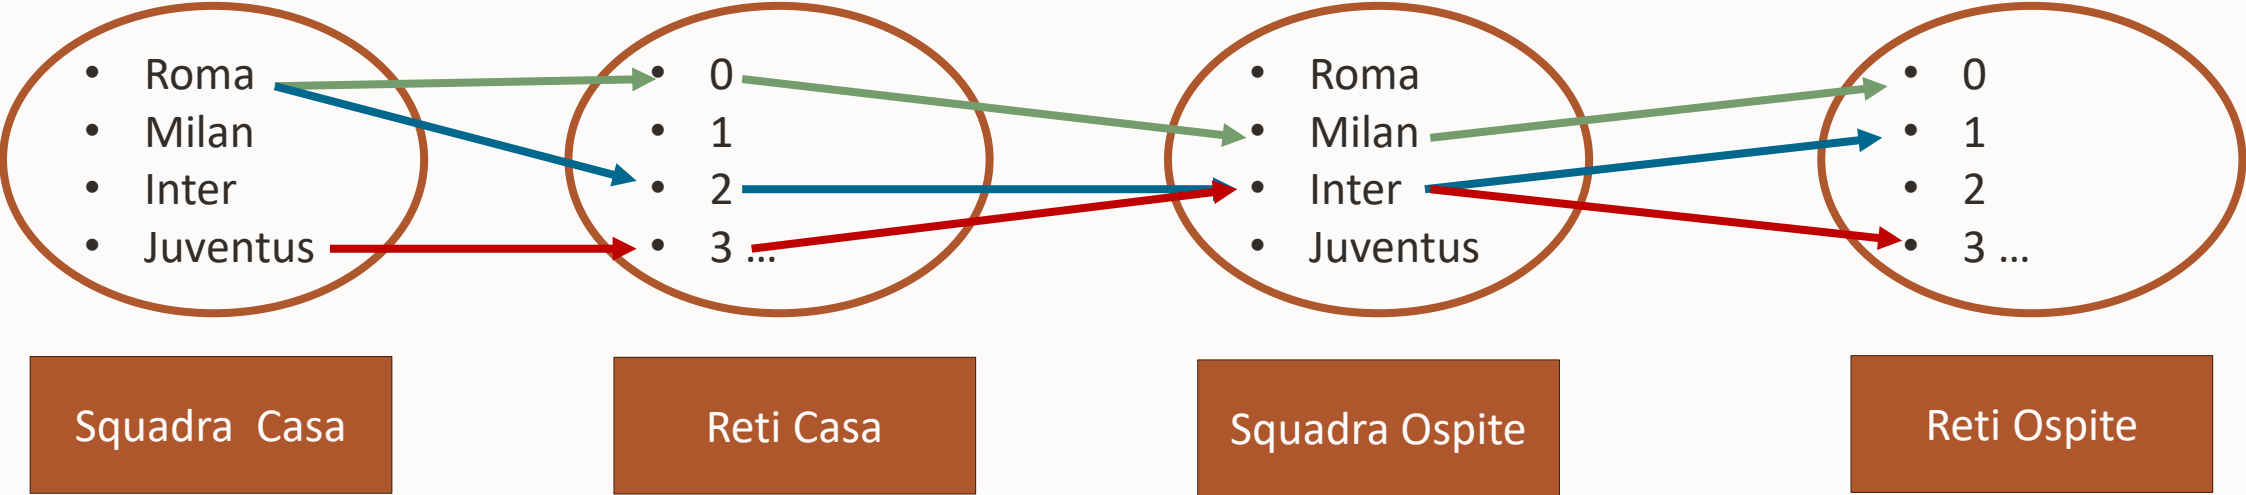 • Roma
• Milan
• Inter
• Juventus
• 0
• 1
• 2
• 3 ...
• Roma
• Milan
• Inter
• Juventus
• 0
• 1
• 2
• 3 ...
Squadra Casa
Reti Casa
Squadra Ospite
Reti Ospite